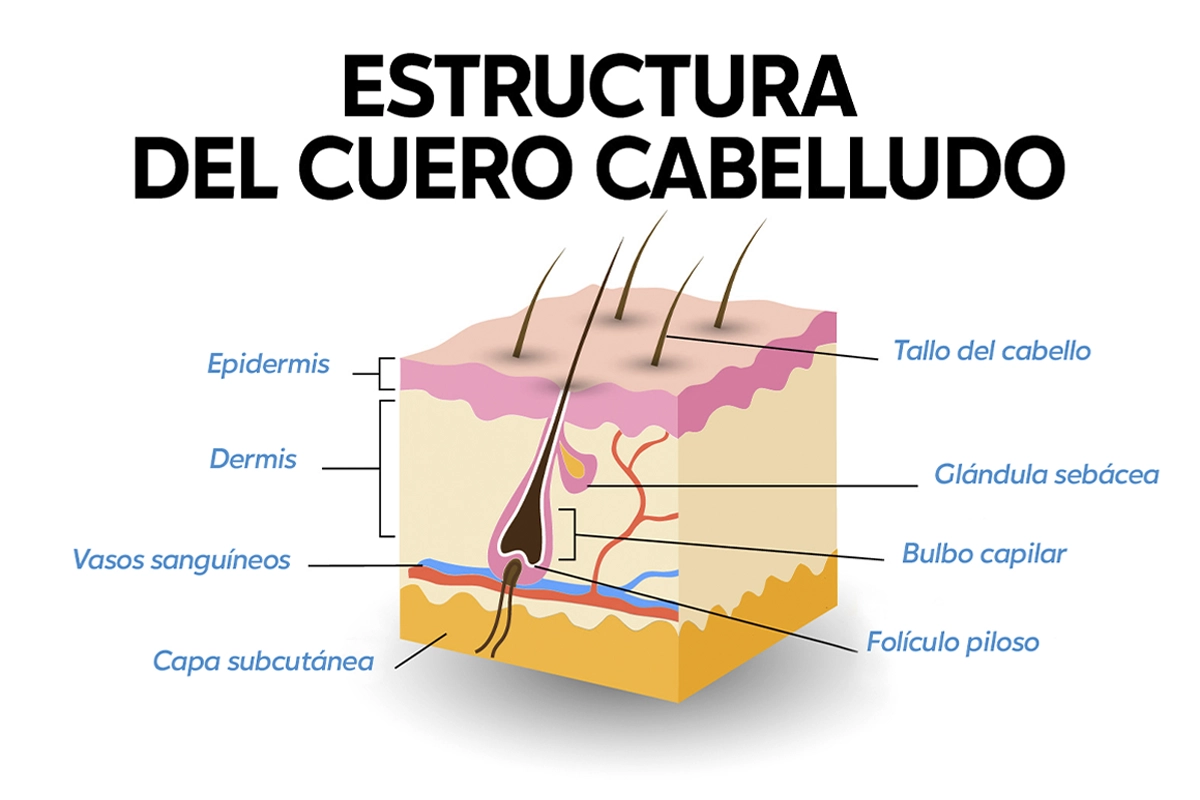 ESTRUCTURA
DEL CUERO CABELLUDO
Epidermis
Dermis
Vasos sanguíneos
Capa subcutánea
Tallo del cabello
Glándula sebácea
Bulbo capilar
Folículo piloso